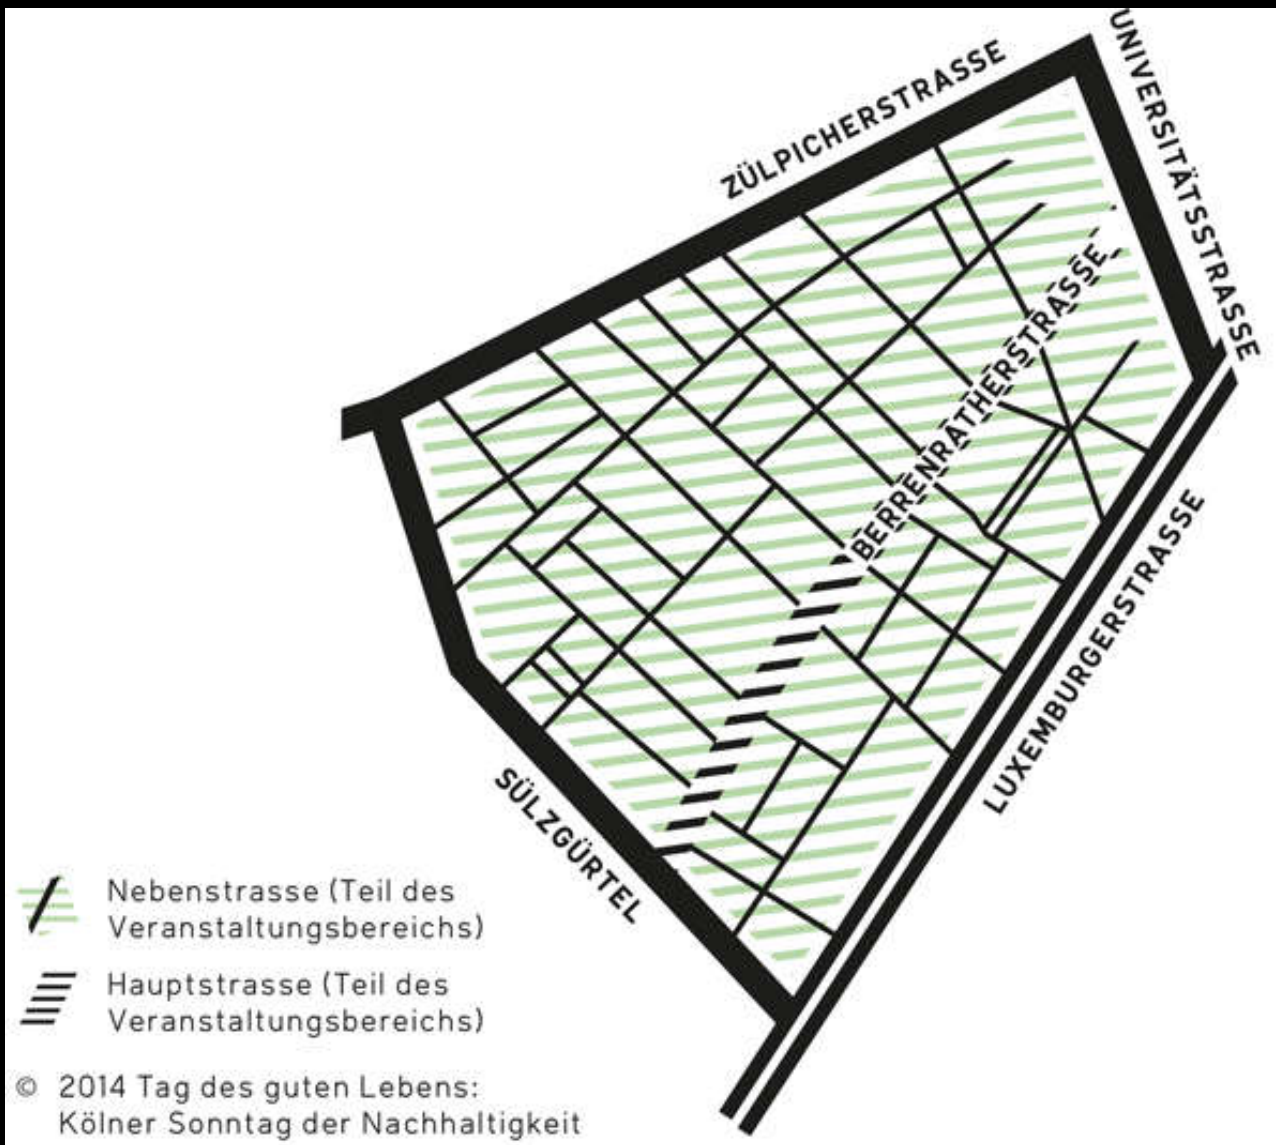 ZÜLPICHERSTRASSE
UNIVERSITÄTSSTRASSE
BERRENRATHERSTRASSE
LUXEMBURGERSTRASSE
SÜLZGÜRTEL
Nebenstrasse (Teil des
Veranstaltungsbereichs)
Hauptstrasse (Teil des
Veranstaltungsbereichs)
© 2014 Tag des guten Lebens:
Kölner Sonntag der Nachhaltigkeit